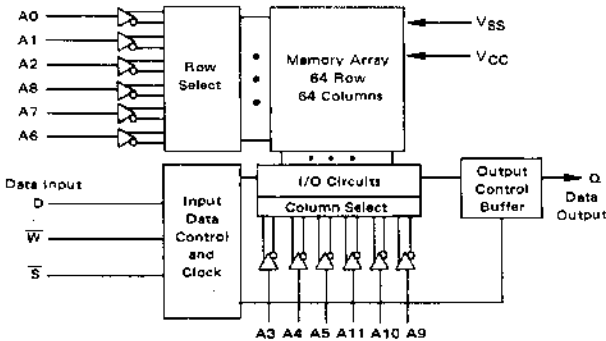 A0
A1
A2
A8
A7
A6
Row
Select
Memory Array
64 Row
64 Columns
VSS
VCC
Data Input
D
W̅
S̅
Input
Data
Control
and
Clock
I/O Circuits
Column Select
Output
Control
Buffer
Q
Data
Output
A3 A4 A5 A11 A10 A9